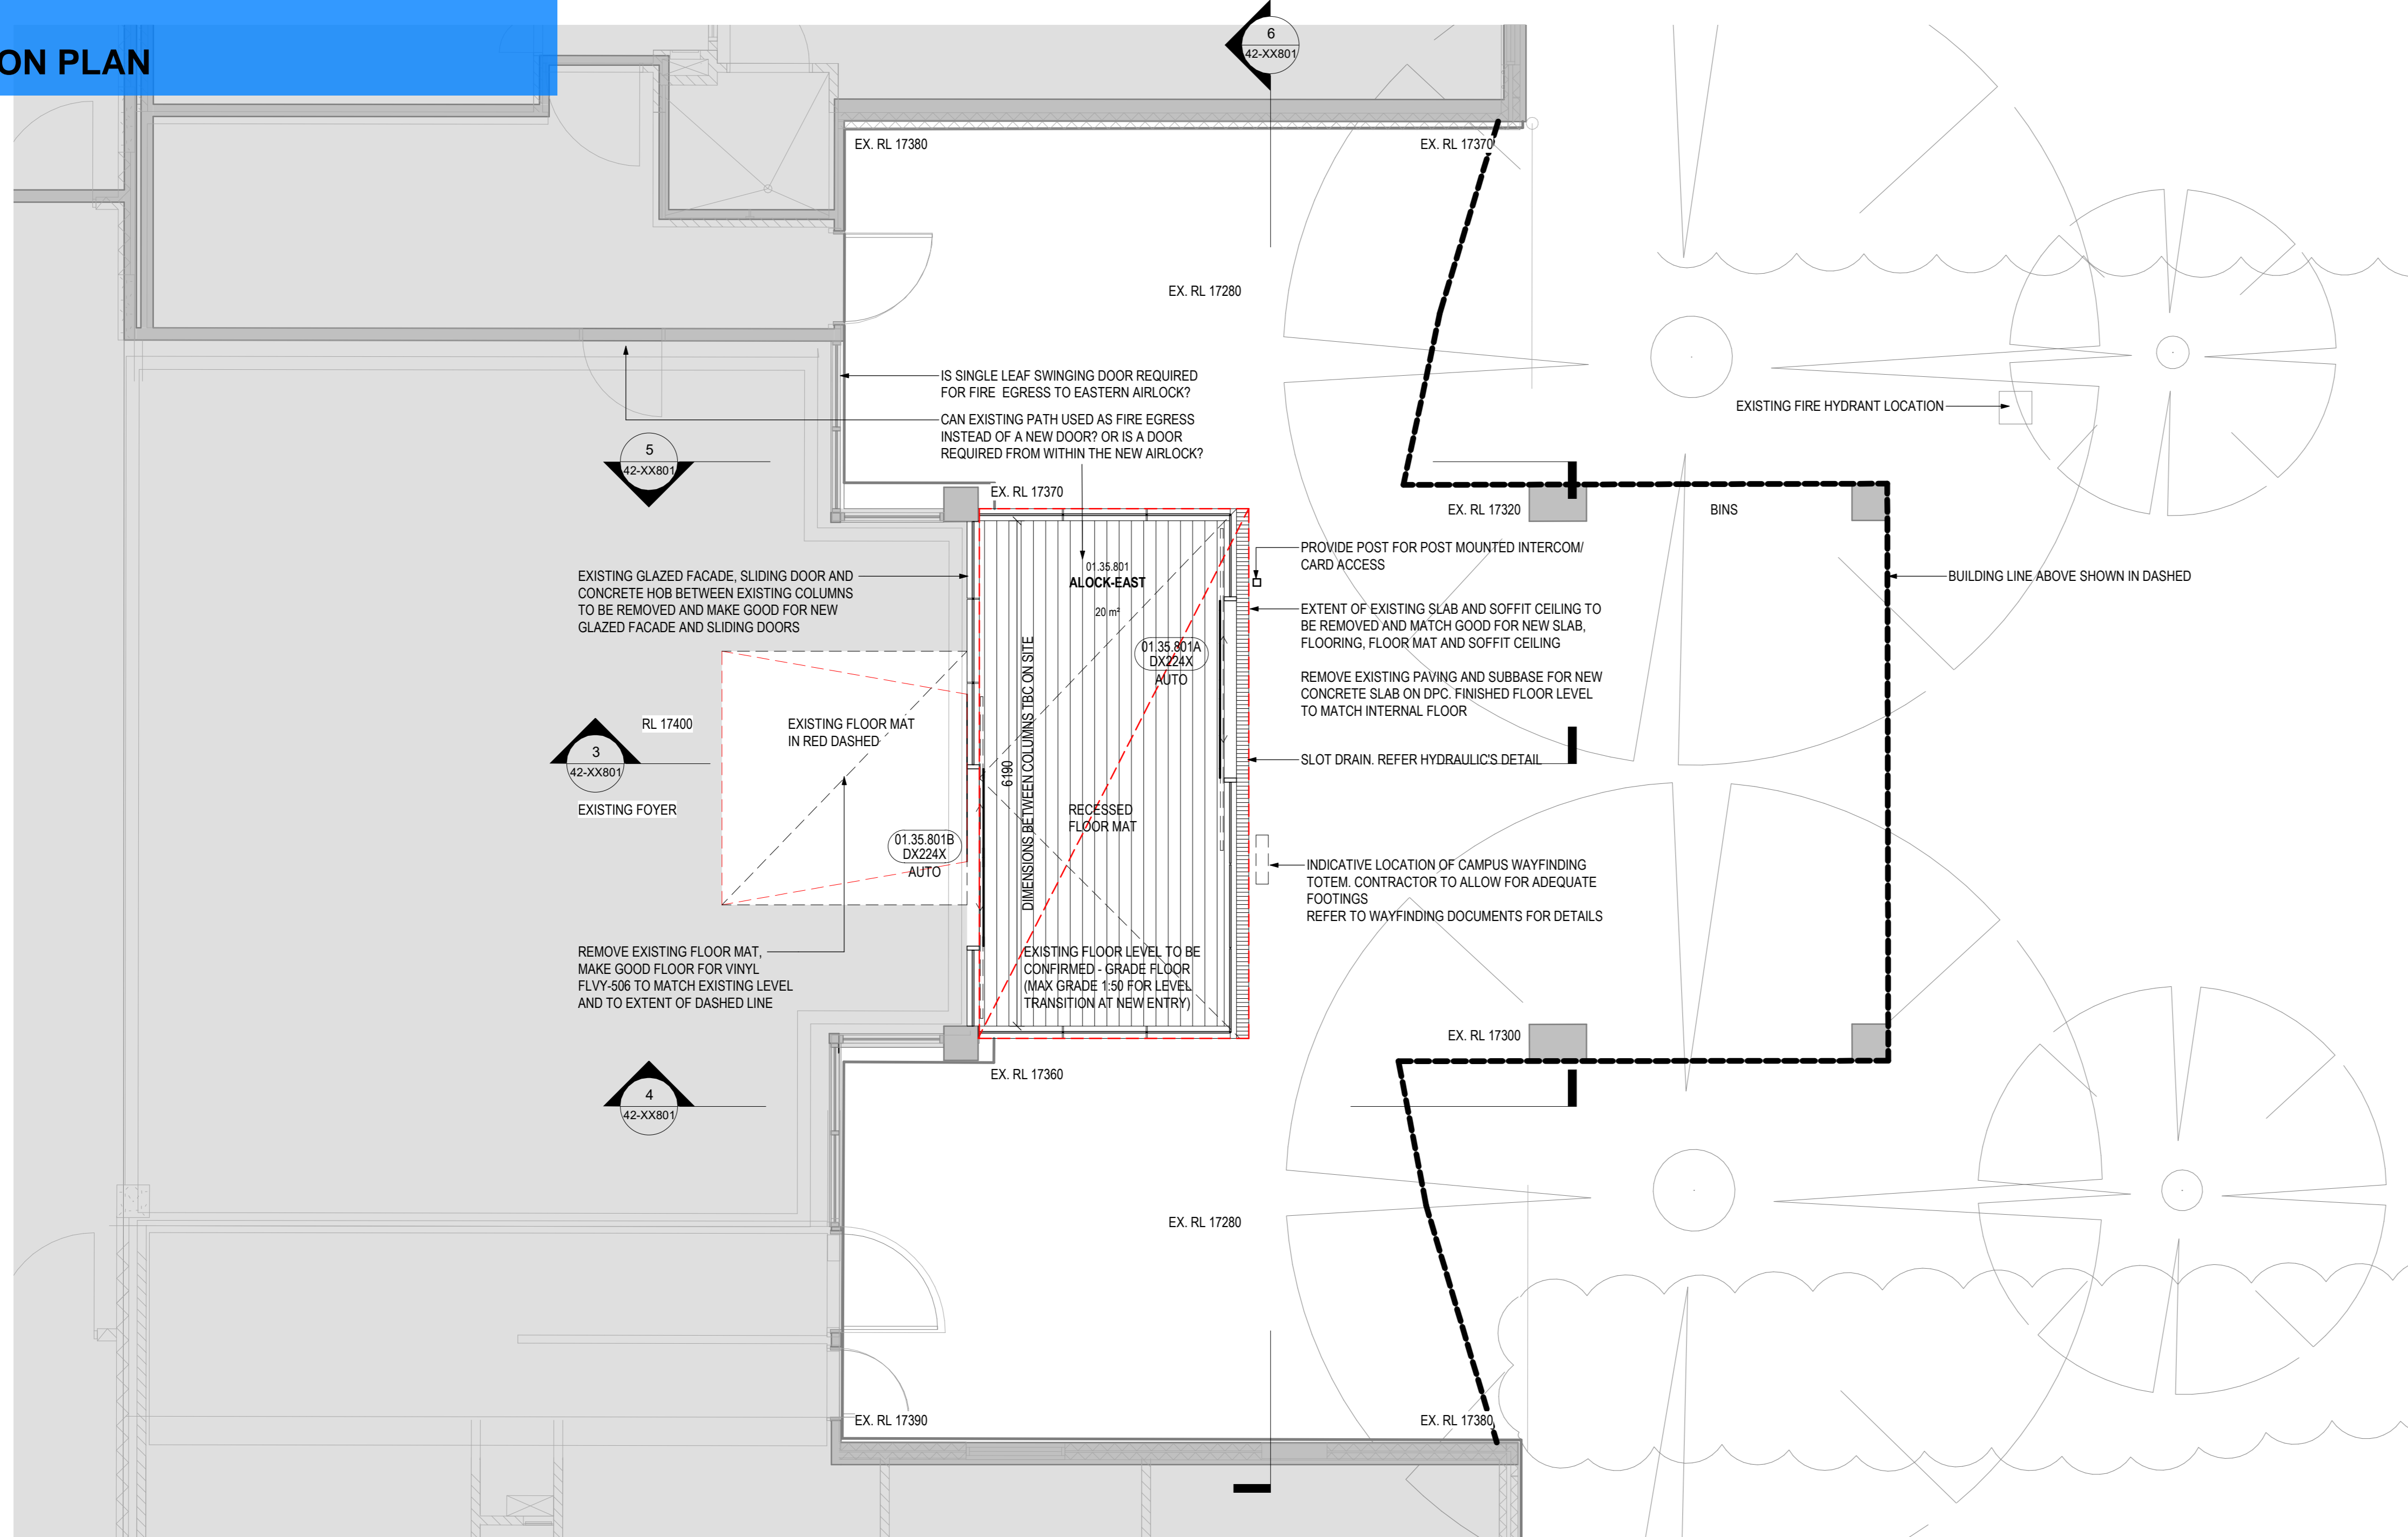 ON PLAN
6
42-XX801
EX. RL 17380
EX. RL 17370
EX. RL 17280
IS SINGLE LEAF SWINGING DOOR REQUIRED
FOR FIRE EGRESS TO EASTERN AIRLOCK?
CAN EXISTING PATH USED AS FIRE EGRESS
INSTEAD OF A NEW DOOR? OR IS A DOOR
REQUIRED FROM WITHIN THE NEW AIRLOCK?
EXISTING FIRE HYDRANT LOCATION
5
42-XX801
EX. RL 17370
EX. RL 17320
BINS
PROVIDE POST FOR POST MOUNTED INTERCOM/
CARD ACCESS
EXISTING GLAZED FACADE, SLIDING DOOR AND
CONCRETE HOB BETWEEN EXISTING COLUMNS
TO BE REMOVED AND MAKE GOOD FOR NEW
GLAZED FACADE AND SLIDING DOORS
01.35.801
ALOCK-EAST
20 m²
BUILDING LINE ABOVE SHOWN IN DASHED
EXTENT OF EXISTING SLAB AND SOFFIT CEILING TO
BE REMOVED AND MATCH GOOD FOR NEW SLAB,
FLOORING, FLOOR MAT AND SOFFIT CEILING
REMOVE EXISTING PAVING AND SUBBASE FOR NEW
CONCRETE SLAB ON DPC. FINISHED FLOOR LEVEL
TO MATCH INTERNAL FLOOR
01.35.801A
DX224X
AUTO
RL 17400
EXISTING FLOOR MAT
IN RED DASHED
3
42-XX801
SLOT DRAIN. REFER HYDRAULIC'S DETAIL
6190
DIMENSIONS BETWEEN COLUMNS TBC ON SITE
EXISTING FOYER
RECESSED
FLOOR MAT
01.35.801B
DX224X
AUTO
INDICATIVE LOCATION OF CAMPUS WAYFINDING
TOTEM. CONTRACTOR TO ALLOW FOR ADEQUATE
FOOTINGS
REFER TO WAYFINDING DOCUMENTS FOR DETAILS
REMOVE EXISTING FLOOR MAT,
MAKE GOOD FLOOR FOR VINYL
FLVY-506 TO MATCH EXISTING LEVEL
AND TO EXTENT OF DASHED LINE
EXISTING FLOOR LEVEL TO BE
CONFIRMED - GRADE FLOOR
(MAX GRADE 1:50 FOR LEVEL
TRANSITION AT NEW ENTRY)
EX. RL 17300
EX. RL 17360
4
42-XX801
EX. RL 17280
EX. RL 17390
EX. RL 17380